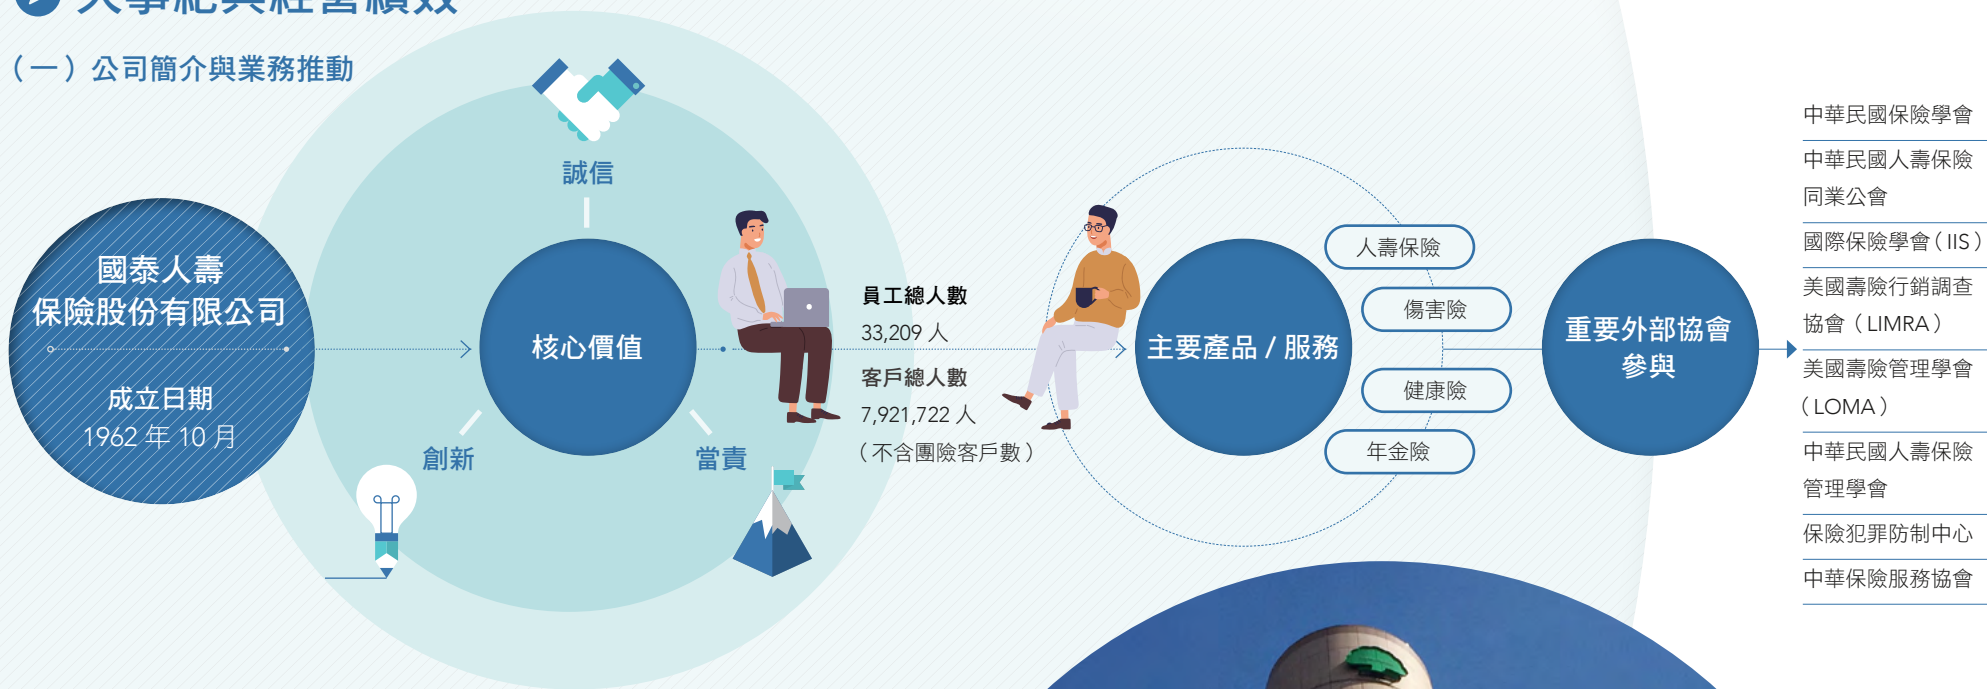 大事紀與經營績效
（一）公司簡介與業務推動
國泰人壽
保險股份有限公司
成立日期
1962 年 10 月
誠信
核心價值
創新
當責
員工總人數
33,209 人
客戶總人數
7,921,722 人
（不含團險客戶數）
主要產品 / 服務
人壽保險
傷害險
健康險
年金險
重要外部協會
參與
中華民國保險學會
中華民國人壽保險
同業公會
國際保險學會（IIS）
美國壽險行銷調查
協會（LIMRA）
美國壽險管理學會
（LOMA）
中華民國人壽保險
管理學會
保險犯罪防制中心
中華保險服務協會